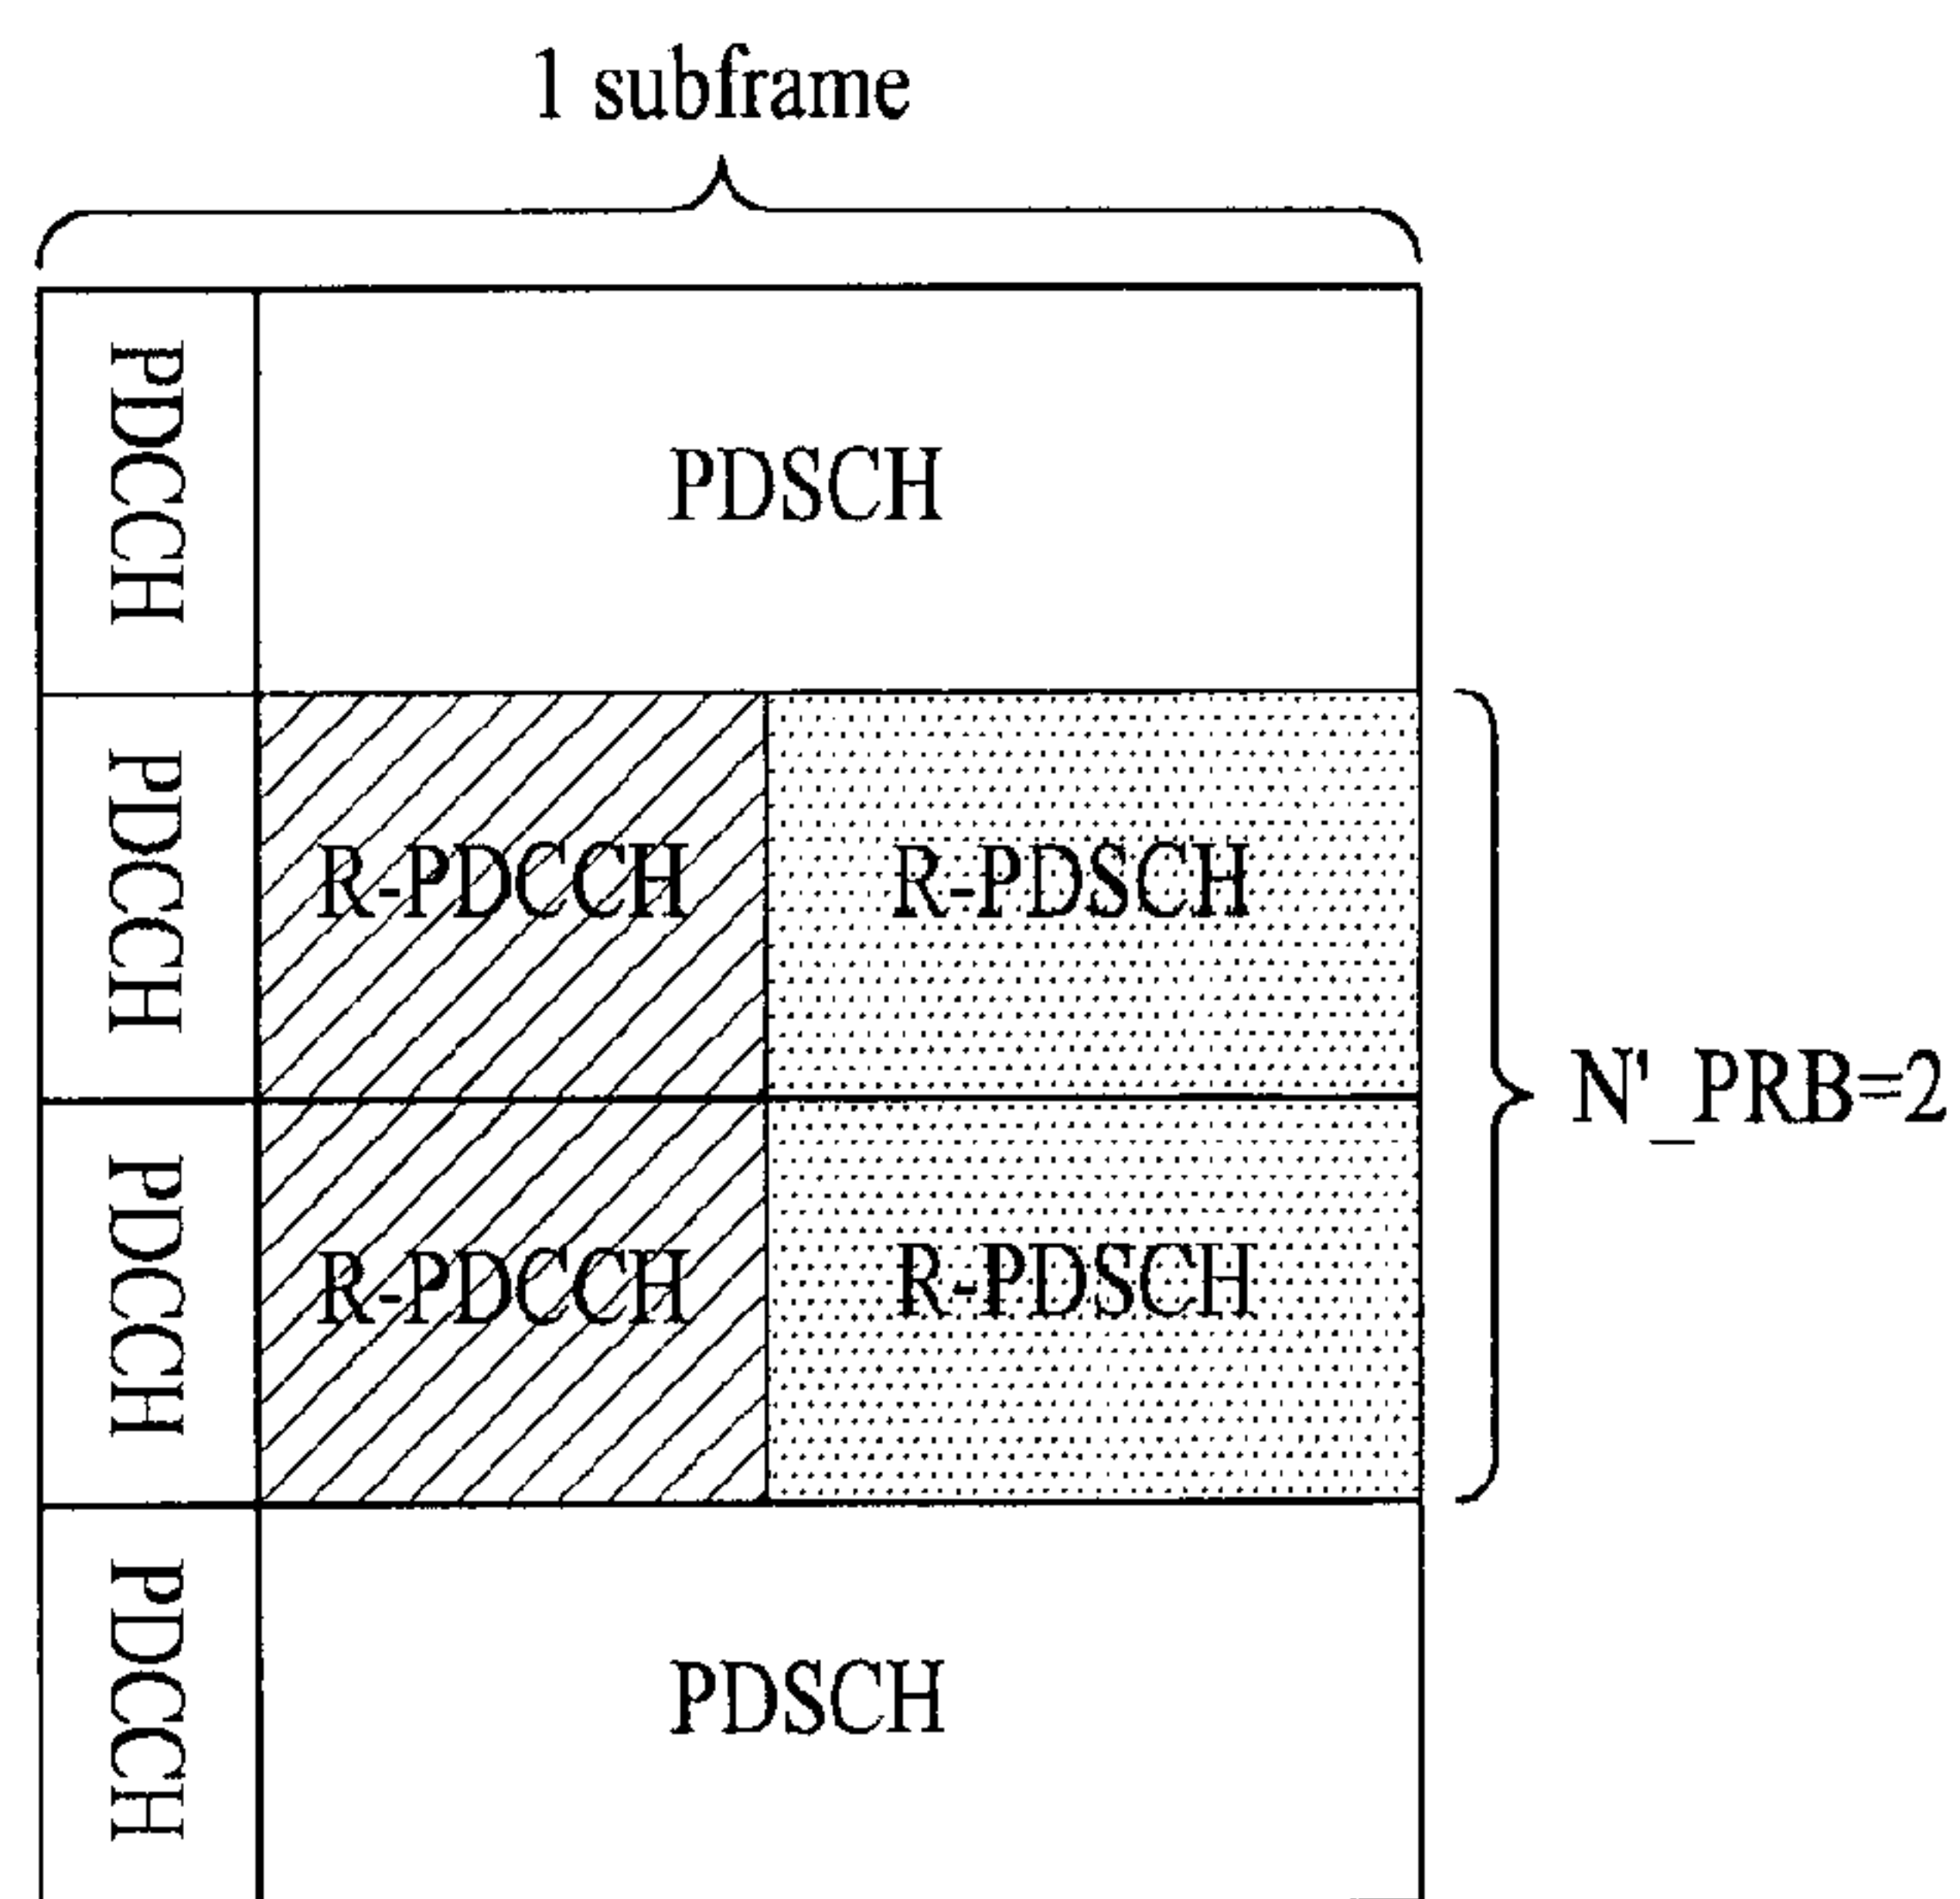 1 subframe
PDCCH
PDSCH
PDCCH
R-PDCCH
R-PDSCH
N'_PRB=2
PDCCH
R-PDCCH
R-PDSCH
PDCCH
PDSCH